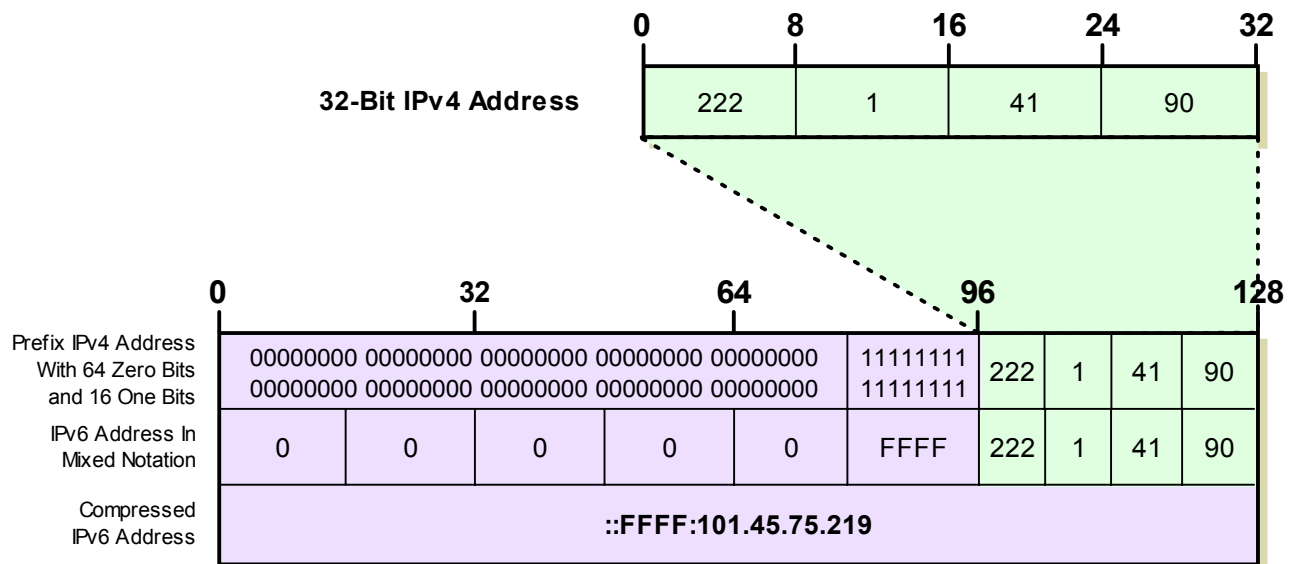 0 8 16 24 32
32-Bit IPv4 Address
222 1 41 90
0 32 64 96 128
Prefix IPv4 Address
With 64 Zero Bits
and 16 One Bits
00000000 00000000 00000000 00000000 00000000 11111111
00000000 00000000 00000000 00000000 00000000 11111111
222 1 41 90
IPv6 Address In
Mixed Notation
0 0 0 0 0 FFFF 222 1 41 90
Compressed
IPv6 Address
::FFFF:101.45.75.219